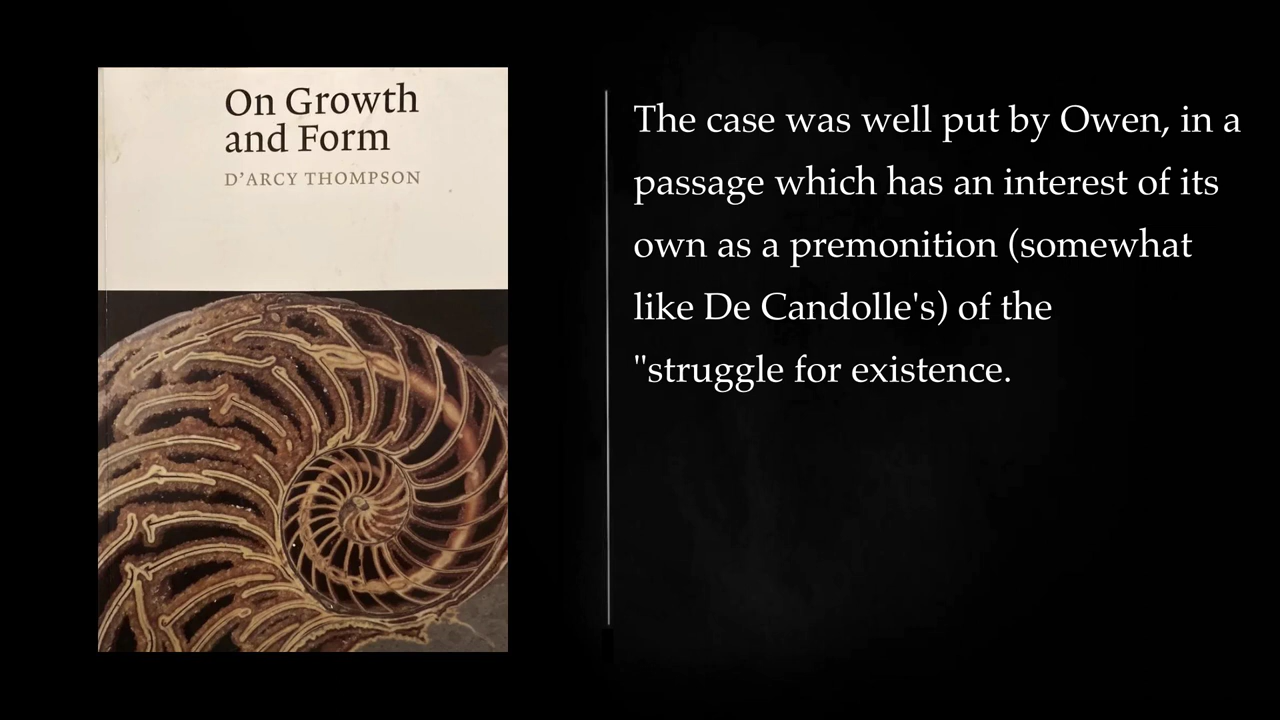 On Growth
and Form
D'ARCY THOMPSON
The case was well put by Owen, in a
passage which has an interest of its
own as a premonition (somewhat
like De Candolle's) of the
"struggle for existence.